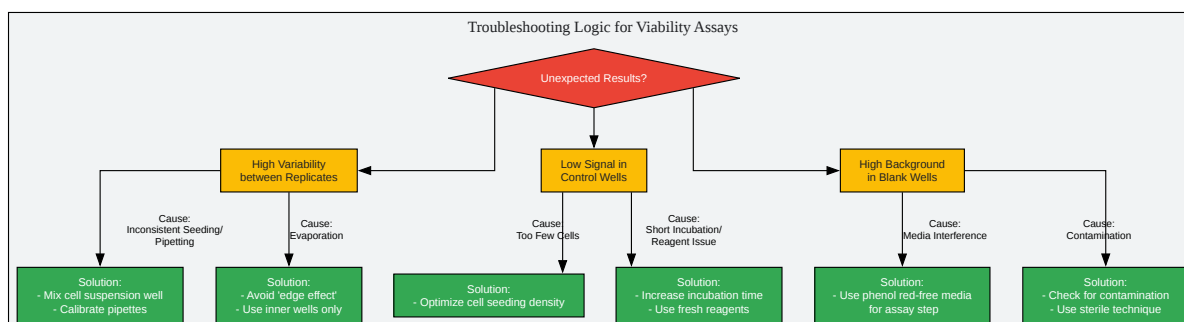 Troubleshooting Logic for Viability Assays
Unexpected Results?
High Variability
between Replicates
Low Signal in
Control Wells
High Background
in Blank Wells
Cause:
Inconsistent Seeding/
Pipetting
Cause:
Evaporation
Cause:
Too Few Cells
Cause:
Short Incubation/
Reagent Issue
Cause:
Media Interference
Cause:
Contamination
Solution:
- Mix cell suspension well
- Calibrate pipettes
Solution:
- Avoid 'edge effect'
- Use inner wells only
Solution:
- Optimize cell seeding density
Solution:
- Increase incubation time
- Use fresh reagents
Solution:
- Use phenol red-free media
for assay step
Solution:
- Check for contamination
- Use sterile technique